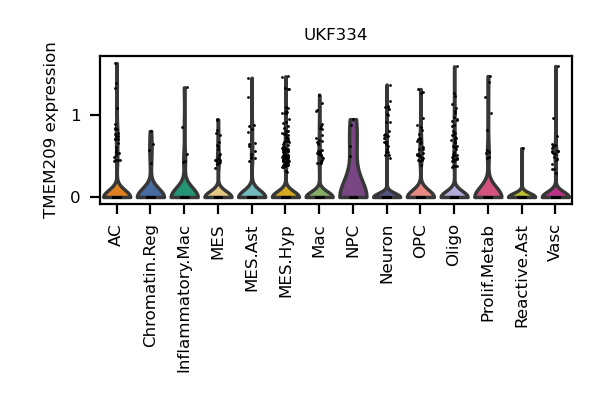 UKF334
TMEM209 expression
1
0
AC
Chromatin.Reg
Inflammatory.Mac
MES
MES.Ast
MES.Hyp
Mac
NPC
Neuron
OPC
Oligo
Prolif.Metab
Reactive.Ast
Vasc